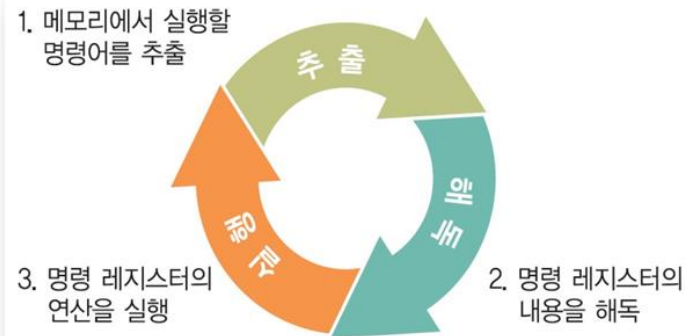 1. 메모리에서 실행할
명령어를 추출
추출
해독
2. 명령 레지스터의
내용을 해독
실행
3. 명령 레지스터의
연산을 실행